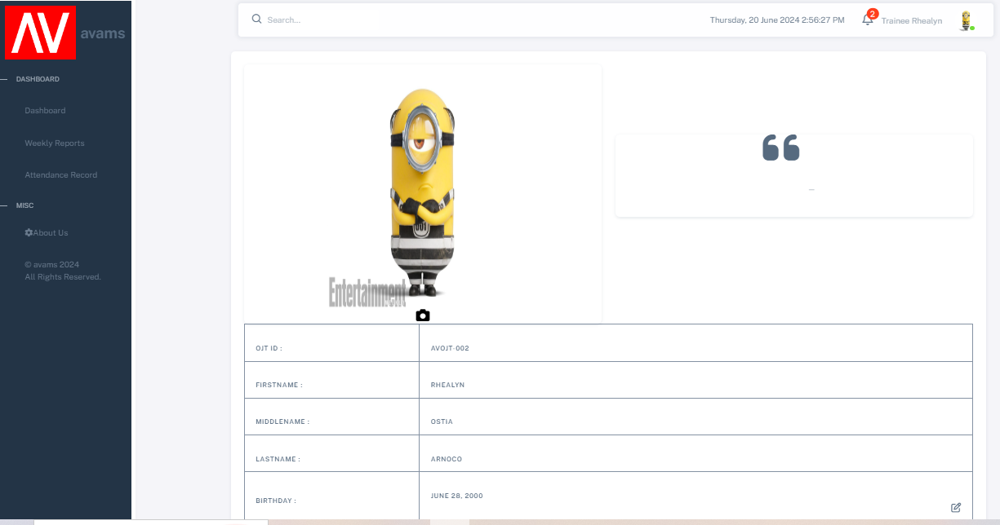 AV avams
Search...
Thursday, 20 June 2024 2:56:27 PM
2
Trainee Rhealyn
DASHBOARD
Dashboard
Weekly Reports
Attendance Record
MISC
About Us
© avams 2024
All Rights Reserved.
“
_
Entertainment
OJT ID : AVOJT-002
FIRSTNAME : RHEALYN
MIDDLENAME : OSTIA
LASTNAME : ARNOCO
BIRTHDAY : JUNE 28, 2000